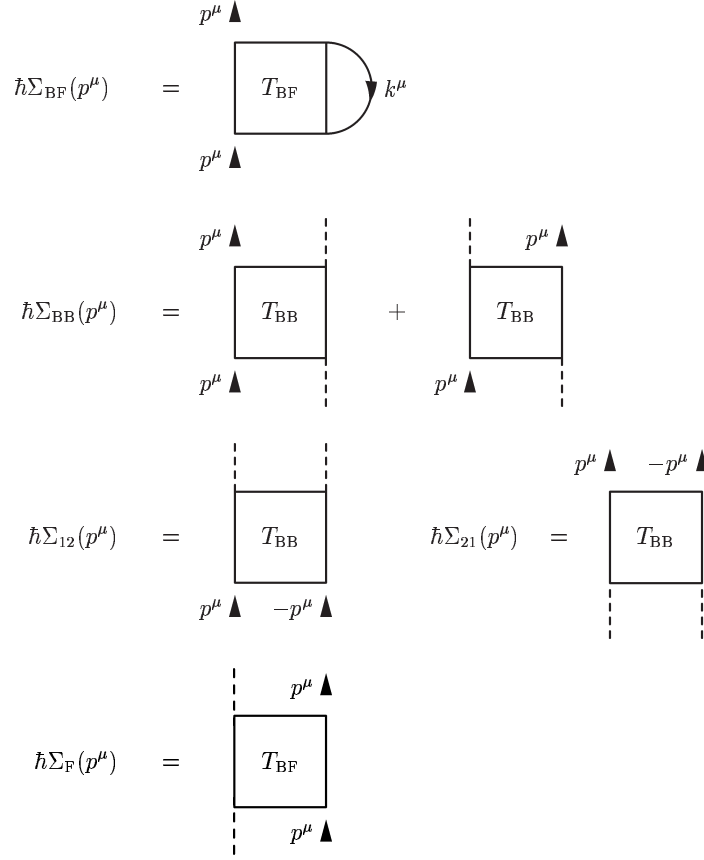 p^μ
ħΣ_BF(p^μ) = T_BF k^μ
p^μ
p^μ p^μ
ħΣ_BB(p^μ) = T_BB + T_BB
p^μ p^μ
p^μ −p^μ
ħΣ_12(p^μ) = T_BB ħΣ_21(p^μ) = T_BB
p^μ −p^μ
p^μ
ħΣ_F(p^μ) = T_BF
p^μ